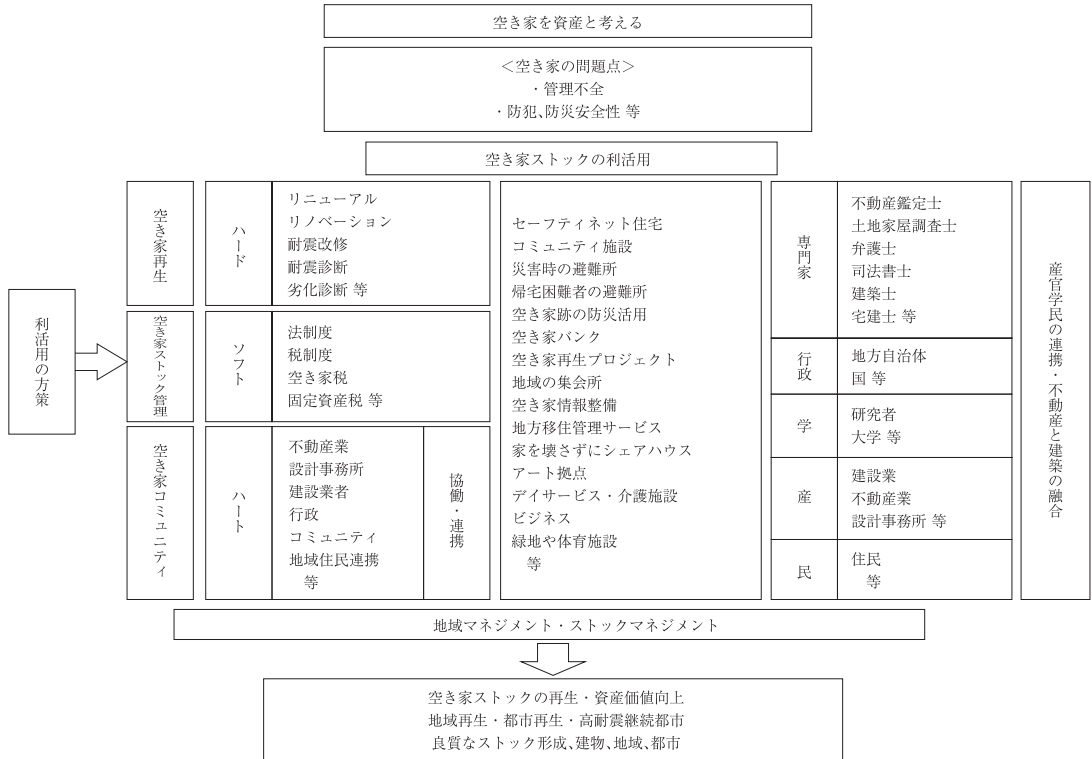 空き家を資産と考える
＜空き家の問題点＞
・管理不全
・防犯、防災安全性 等
空き家ストックの利活用
利活用の方策
空き家再生
ハード
リニューアル
リノベーション
耐震改修
耐震診断
劣化診断 等
空き家ストック管理
ソフト
法制度
税制度
空き家税
固定資産税 等
空き家コミュニティ
ハート
不動産業
設計事務所
建設業者
行政
コミュニティ
地域住民連携
等
協働・連携
セーフティネット住宅
コミュニティ施設
災害時の避難所
帰宅困難者の避難所
空き家跡の防災活用
空き家バンク
空き家再生プロジェクト
地域の集会所
空き家情報整備
地方移住管理サービス
家を壊さずにシェアハウス
アート拠点
デイサービス・介護施設
ビジネス
緑地や体育施設
等
専門家
不動産鑑定士
土地家屋調査士
弁護士
司法書士
建築士
宅建士 等
行政
地方自治体
国 等
学
研究者
大学 等
産
建設業
不動産業
設計事務所 等
民
住民
等
産官学民の連携・不動産と建築の融合
地域マネジメント・ストックマネジメント
空き家ストックの再生・資産価値向上
地域再生・都市再生・高耐震継続都市
良質なストック形成、建物、地域、都市